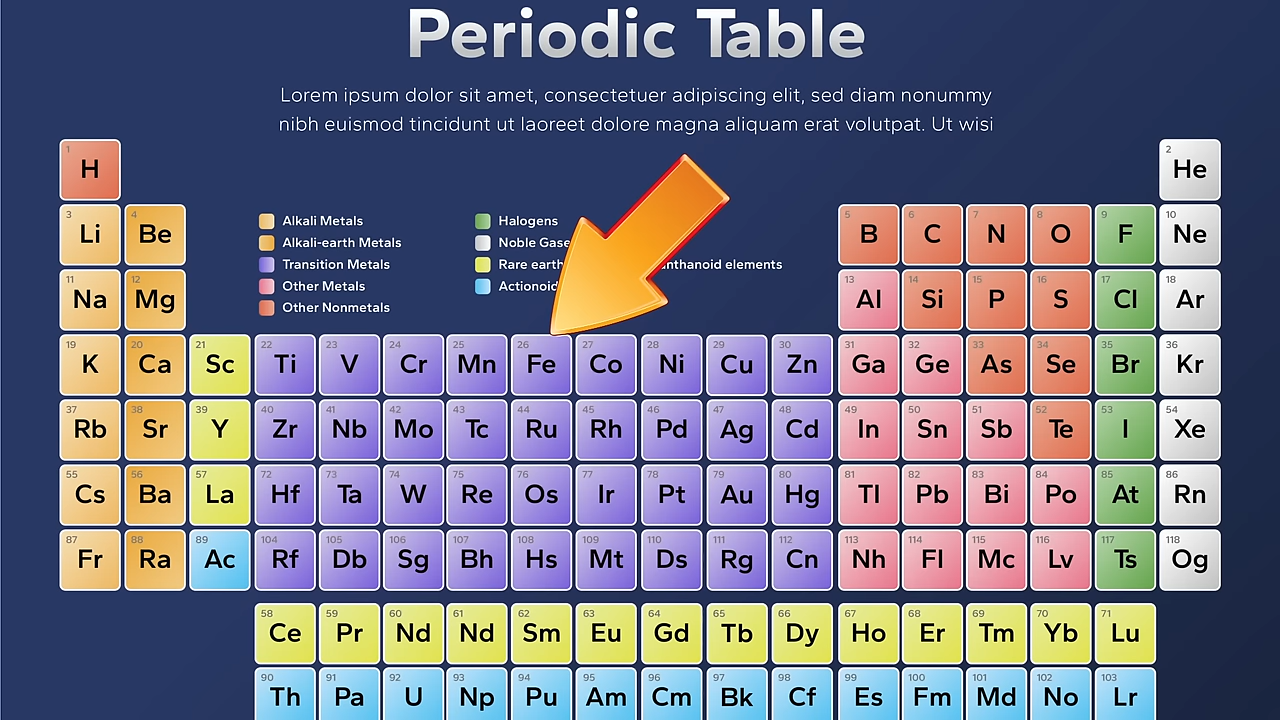 Periodic Table
Lorem ipsum dolor sit amet, consectetuer adipiscing elit, sed diam nonummy
nibh euismod tincidunt ut laoreet dolore magna aliquam erat volutpat. Ut wisi
1 H 2 He
Alkali Metals
Alkali-earth Metals
Transition Metals
Other Metals
Other Nonmetals
Halogens
Noble Gase
Rare earth anthanoid elements
Actionoid
3 Li 4 Be 5 B 6 C 7 N 8 O 9 F 10 Ne
11 Na 12 Mg 13 Al 14 Si 15 P 16 S 17 Cl 18 Ar
19 K 20 Ca 21 Sc 22 Ti 23 V 24 Cr 25 Mn 26 Fe 27 Co 28 Ni 29 Cu 30 Zn 31 Ga 32 Ge 33 As 34 Se 35 Br 36 Kr
37 Rb 38 Sr 39 Y 40 Zr 41 Nb 42 Mo 43 Tc 44 Ru 45 Rh 46 Pd 47 Ag 48 Cd 49 In 50 Sn 51 Sb 52 Te 53 I 54 Xe
55 Cs 56 Ba 57 La 72 Hf 73 Ta 74 W 75 Re 76 Os 77 Ir 78 Pt 79 Au 80 Hg 81 Tl 82 Pb 83 Bi 84 Po 85 At 86 Rn
87 Fr 88 Ra 89 Ac 104 Rf 105 Db 106 Sg 107 Bh 108 Hs 109 Mt 110 Ds 111 Rg 112 Cn 113 Nh 114 Fl 115 Mc 116 Lv 117 Ts 118 Og
58 Ce 59 Pr 60 Nd 61 Nd 62 Sm 63 Eu 64 Gd 65 Tb 66 Dy 67 Ho 68 Er 69 Tm 70 Yb 71 Lu
90 Th 91 Pa 92 U 93 Np 94 Pu 95 Am 96 Cm 97 Bk 98 Cf 99 Es 100 Fm 101 Md 102 No 103 Lr